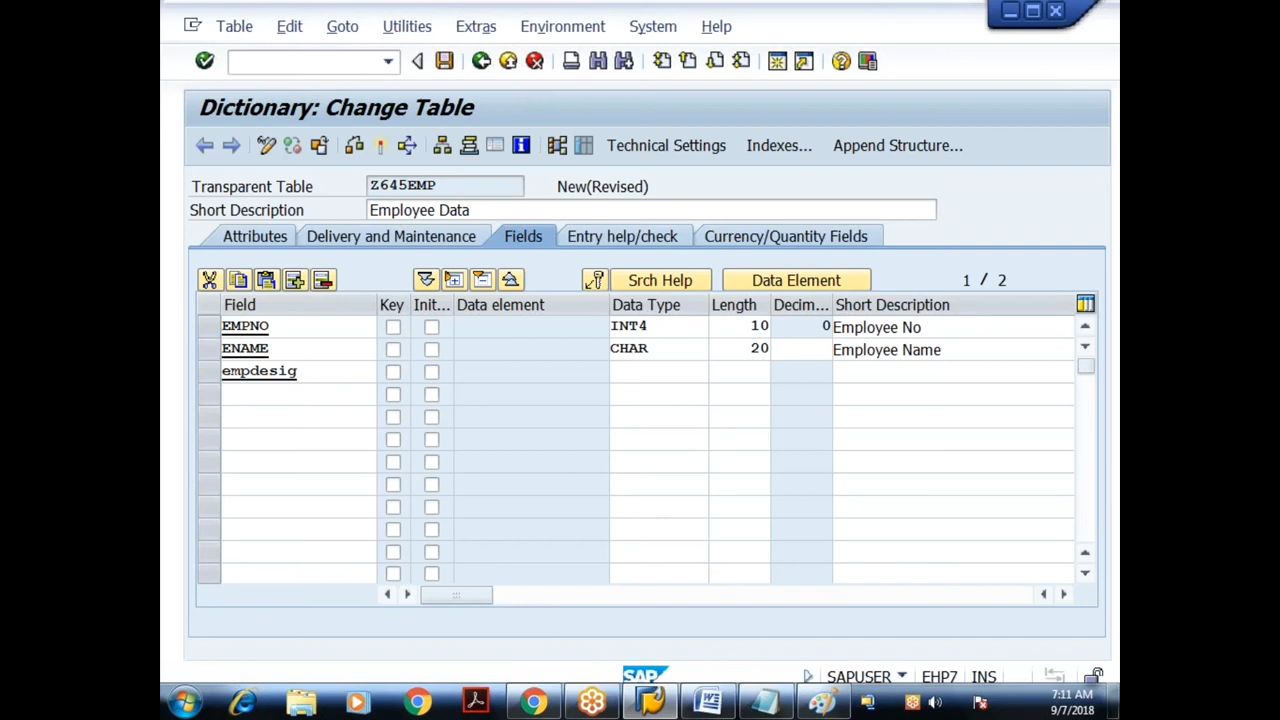 Table Edit Goto Utilities Extras Environment System Help
Dictionary: Change Table
Technical Settings Indexes... Append Structure...
Transparent Table Z645EMP New(Revised)
Short Description Employee Data
Attributes Delivery and Maintenance Fields Entry help/check Currency/Quantity Fields
Srch Help Data Element 1 / 2
Field Key Init... Data element Data Type Length Decim... Short Description
EMPNO INT4 10 0 Employee No
ENAME CHAR 20 Employee Name
empdesig
SAP SAPUSER EHP7 INS
7:11 AM
9/7/2018